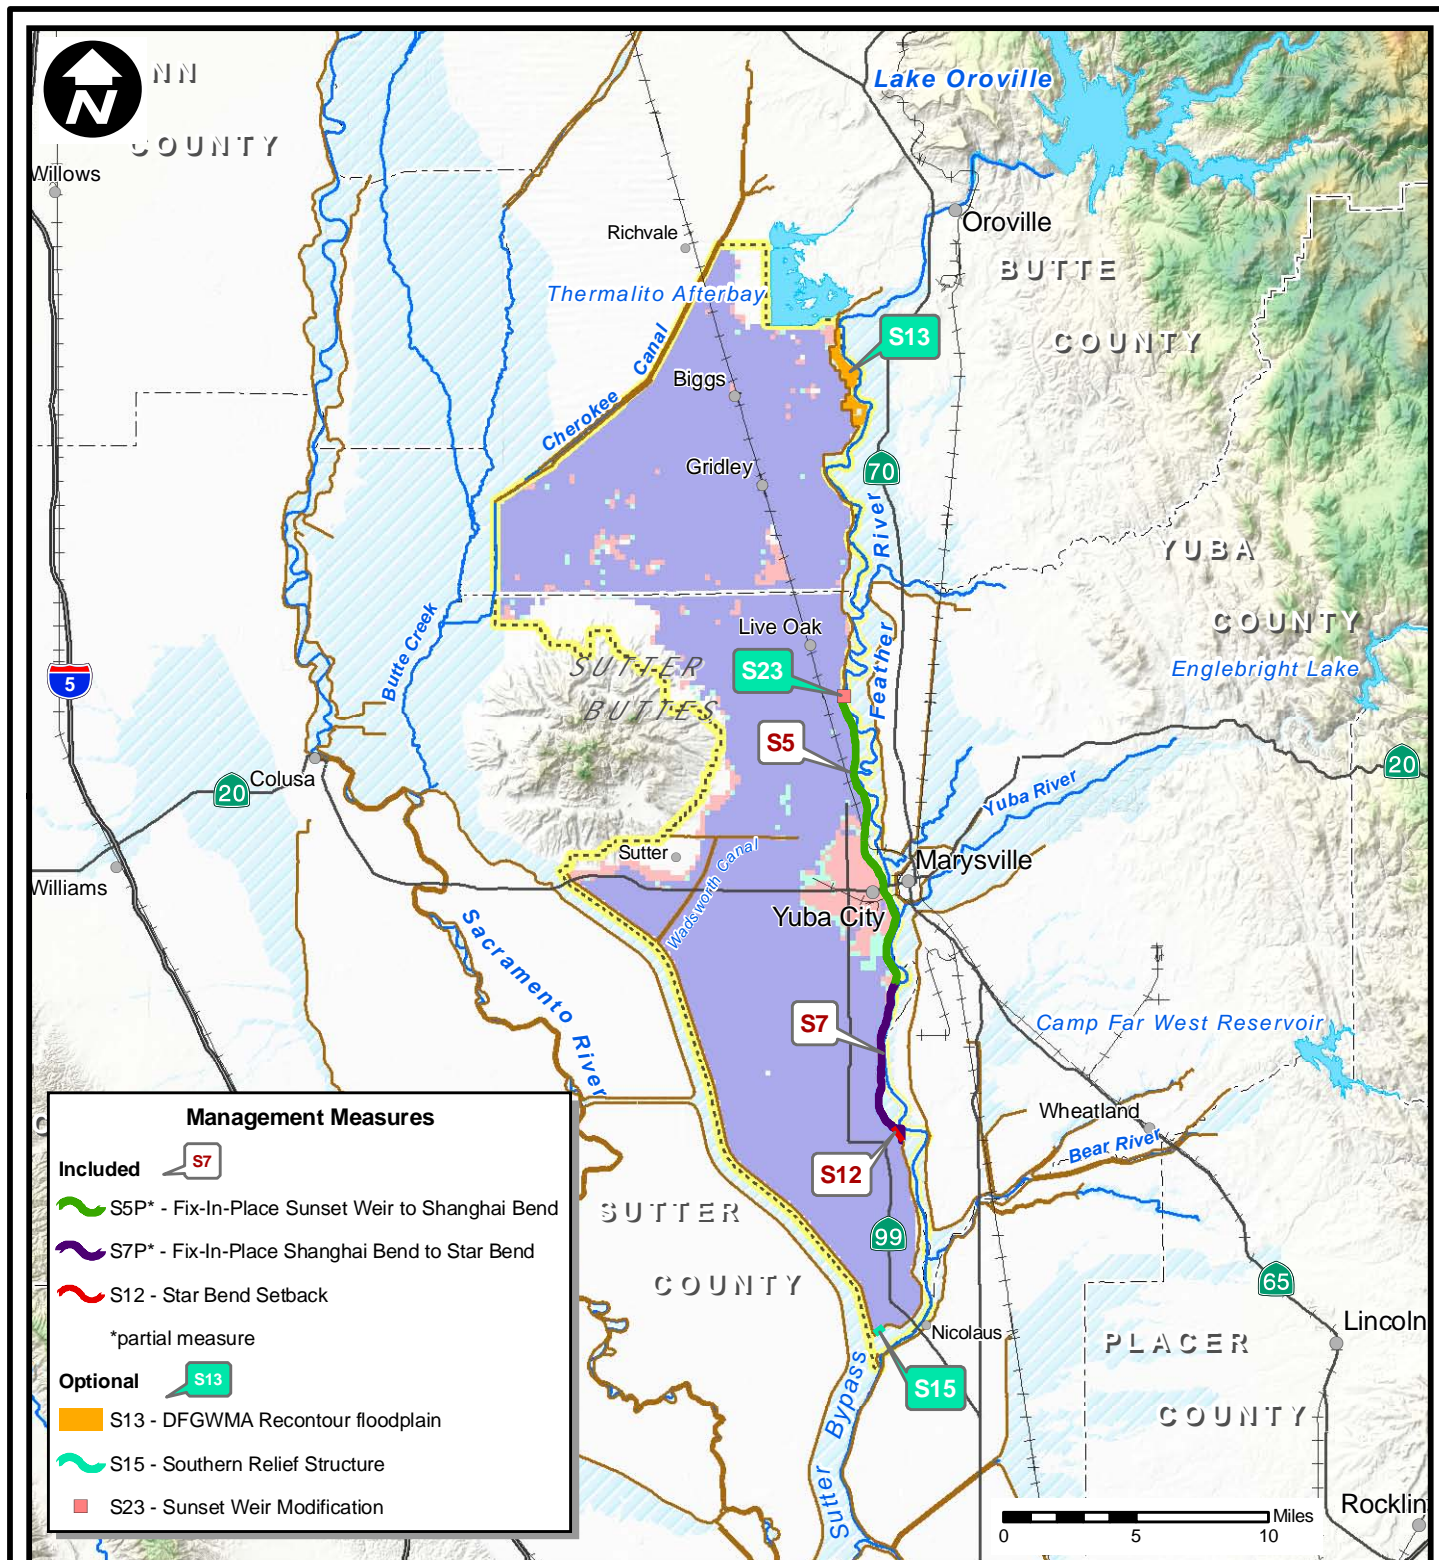 N
NN
COUNTY
Willows
Lake Oroville
Oroville
Richvale
BUTTE
COUNTY
Thermalito Afterbay
S13
Cherokee Canal
Biggs
Gridley
70
Feather River
YUBA
COUNTY
Englebright Lake
Live Oak
Butte Creek
SUTTER
BUTTES
S23
5
S5
20
Colusa
20
Yuba River
Sutter
Wadsworth Canal
Marysville
Williams
Yuba City
Sacramento River
S7
Camp Far West Reservoir
Wheatland
Bear River
S12
SUTTER
COUNTY
99
65
Nicolaus
Lincoln
PLACER
COUNTY
S15
Sutter Bypass
Rocklin
Management Measures
Included
S7
S5P* - Fix-In-Place Sunset Weir to Shanghai Bend
S7P* - Fix-In-Place Shanghai Bend to Star Bend
S12 - Star Bend Setback
*partial measure
Optional
S13
S13 - DFGWMA Recontour floodplain
S15 - Southern Relief Structure
S23 - Sunset Weir Modification
Miles
0 5 10